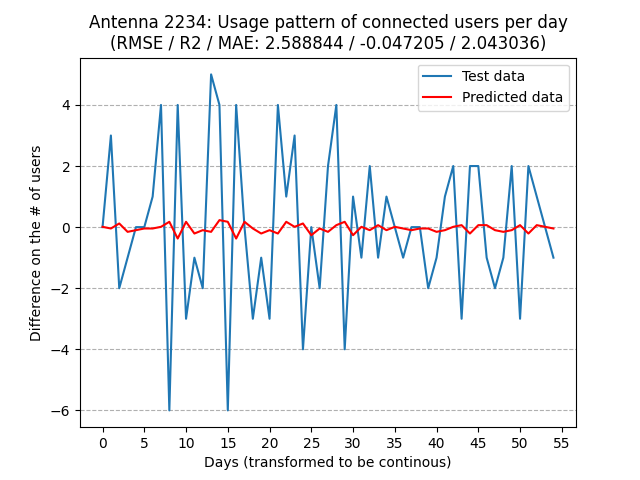 Antenna 2234: Usage pattern of connected users per day
(RMSE / R2 / MAE: 2.588844 / -0.047205 / 2.043036)
Test data
Predicted data
4
2
0
−2
−4
−6
Difference on the # of users
0 5 10 15 20 25 30 35 40 45 50 55
Days (transformed to be continous)